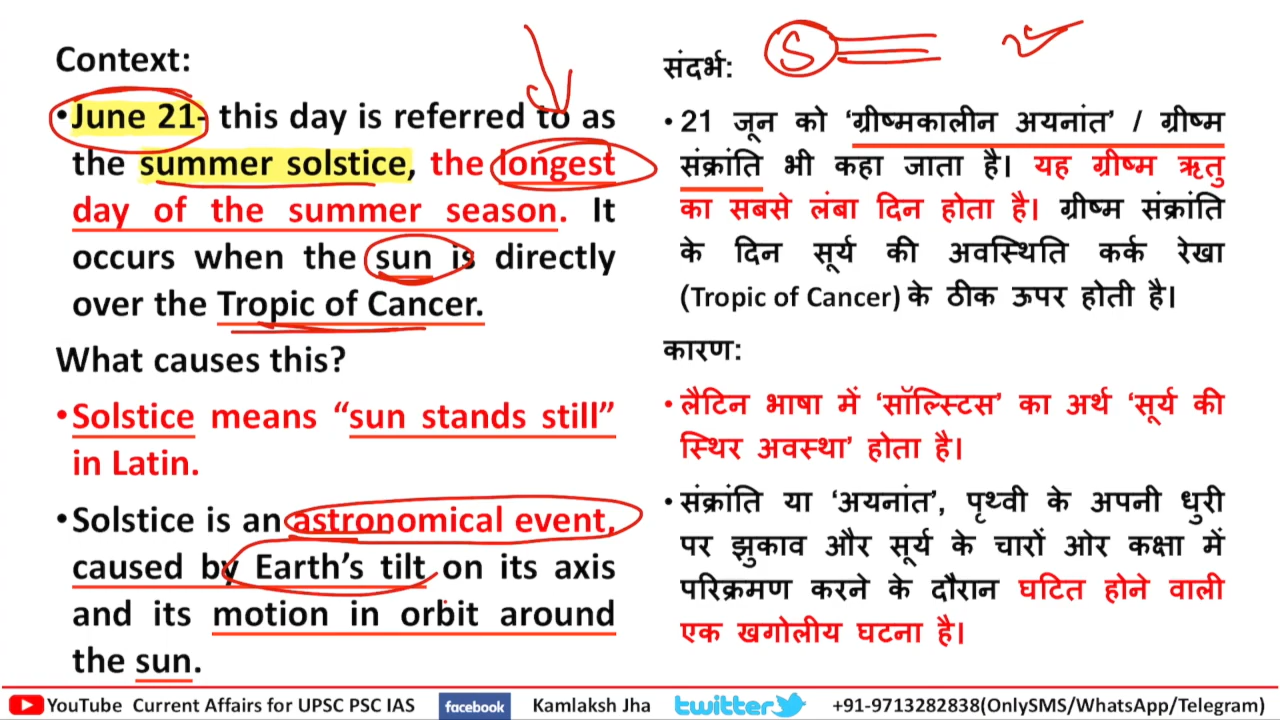 Context:
•June 21- this day is referred to as
the summer solstice, the longest
day of the summer season. It
occurs when the sun is directly
over the Tropic of Cancer.
What causes this?
•Solstice means “sun stands still”
in Latin.
•Solstice is an astronomical event,
caused by Earth’s tilt on its axis
and its motion in orbit around
the sun.
S
संदर्भ:
• 21 जून को ‘ग्रीष्मकालीन अयनांत’ / ग्रीष्म
संक्रांति भी कहा जाता है। यह ग्रीष्म ऋतु
का सबसे लंबा दिन होता है। ग्रीष्म संक्रांति
के दिन सूर्य की अवस्थिति कर्क रेखा
(Tropic of Cancer) के ठीक ऊपर होती है।
कारण:
• लैटिन भाषा में ‘सॉल्स्टिस’ का अर्थ ‘सूर्य की
स्थिर अवस्था’ होता है।
• संक्रांति या ‘अयनांत’, पृथ्वी के अपनी धुरी
पर झुकाव और सूर्य के चारों ओर कक्षा में
परिक्रमण करने के दौरान घटित होने वाली
एक खगोलीय घटना है।
YouTube Current Affairs for UPSC PSC IAS facebook Kamlaksh Jha twitter +91-9713282838(OnlySMS/WhatsApp/Telegram)